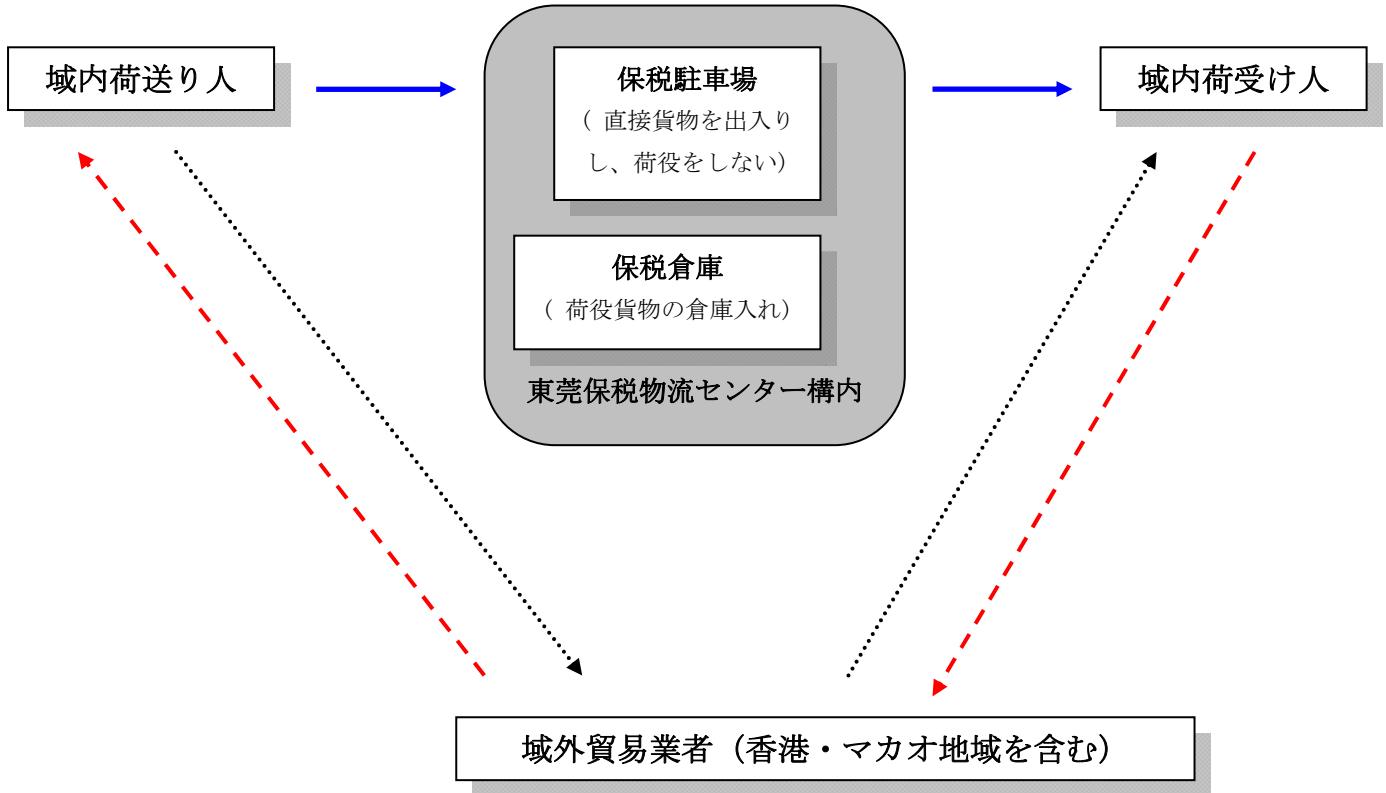 域内荷送り人
保税駐車場
（ 直接貨物を出入り
し、荷役をしない）
域内荷受け人
保税倉庫
（ 荷役貨物の倉庫入れ）
東莞保税物流センター構内
域外貿易業者（香港・マカオ地域を含む）